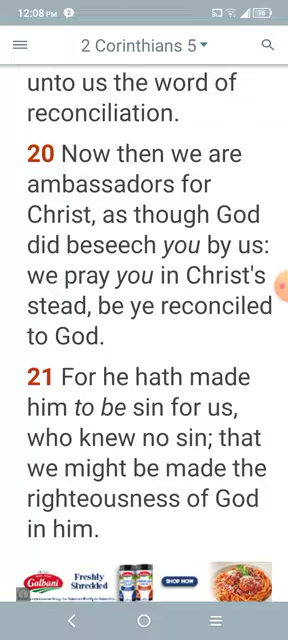 12:08 PM 2
2 Corinthians 5
unto us the word of
reconciliation.
20 Now then we are
ambassadors for
Christ, as though God
did beseech you by us:
we pray you in Christ's
stead, be ye reconciled
to God.
21 For he hath made
him to be sin for us,
who knew no sin; that
we might be made the
righteousness of God
in him.
Galbani
Freshly
Shredded
SHOP NOW